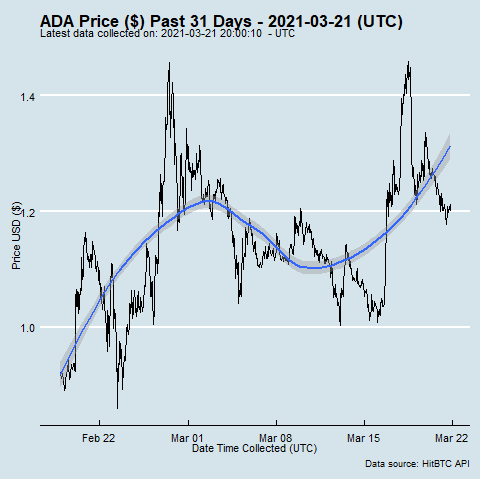 ADA Price ($) Past 31 Days - 2021-03-21 (UTC)
Latest data collected on: 2021-03-21 20:00:10 - UTC
1.4
1.2
1.0
Price USD ($)
Feb 22 Mar 01 Mar 08 Mar 15 Mar 22
Date Time Collected (UTC)
Data source: HitBTC API